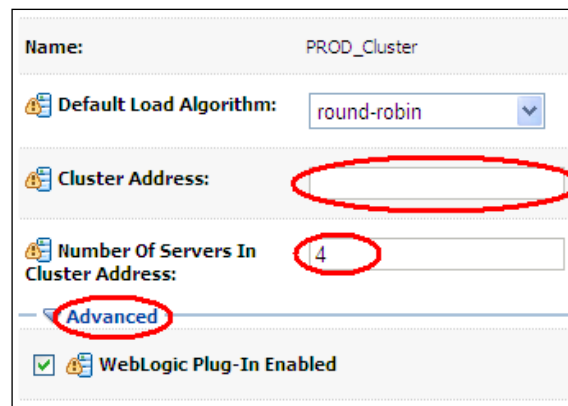 Name: PROD_Cluster
Default Load Algorithm: round-robin
Cluster Address:
Number Of Servers In
Cluster Address: 4
Advanced
WebLogic Plug-In Enabled